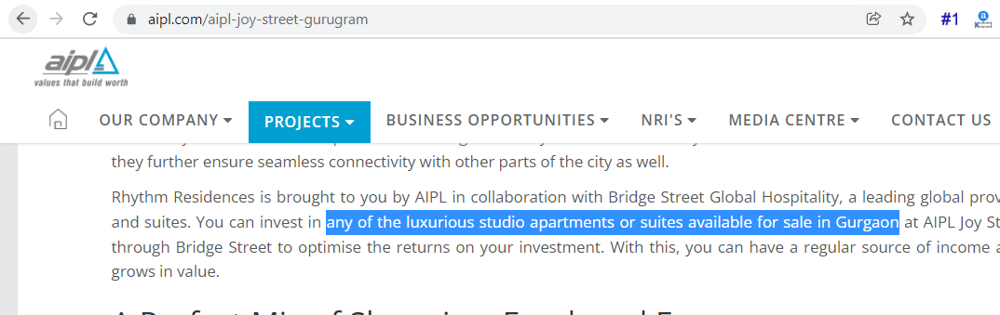 aipl.com/aipl-joy-street-gurugram
#1
aipl
values that build worth
OUR COMPANY
PROJECTS
BUSINESS OPPORTUNITIES
NRI'S
MEDIA CENTRE
CONTACT US
they further ensure seamless connectivity with other parts of the city as well.
Rhythm Residences is brought to you by AIPL in collaboration with Bridge Street Global Hospitality, a leading global
and suites. You can invest in any of the luxurious studio apartments or suites available for sale in Gurgaon at AIPL Joy
through Bridge Street to optimise the returns on your investment. With this, you can have a regular source of income
grows in value.